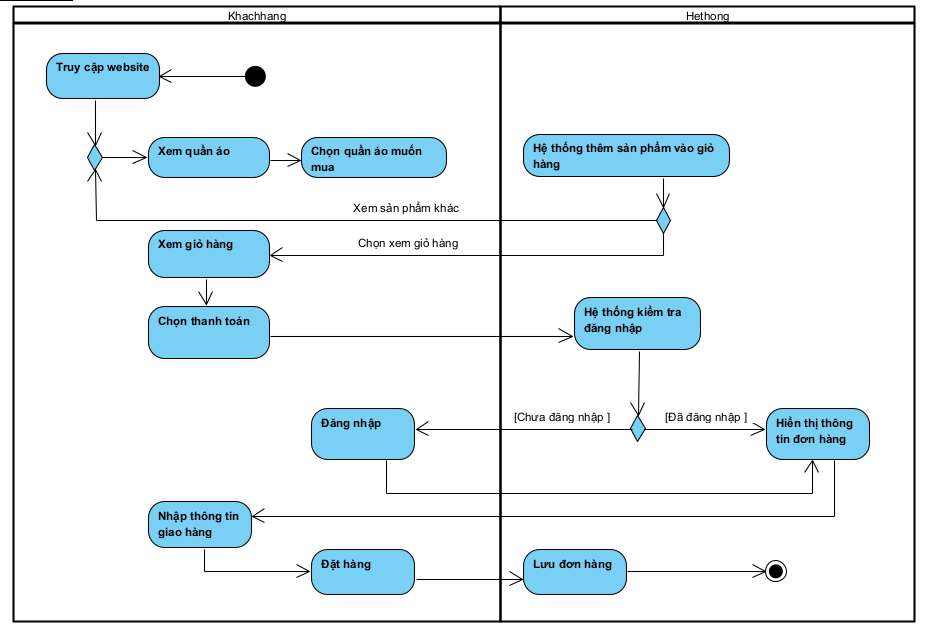 Khachhang
Hethong
Truy cập website
Xem quần áo
Chọn quần áo muốn
mua
Hệ thống thêm sản phẩm vào giỏ
hàng
Xem sản phẩm khác
Chọn xem giỏ hàng
Xem giỏ hàng
Chọn thanh toán
Hệ thống kiểm tra
đăng nhập
[Chưa đăng nhập ]
[Đã đăng nhập ]
Đăng nhập
Hiển thị thông
tin đơn hàng
Nhập thông tin
giao hàng
Đặt hàng
Lưu đơn hàng